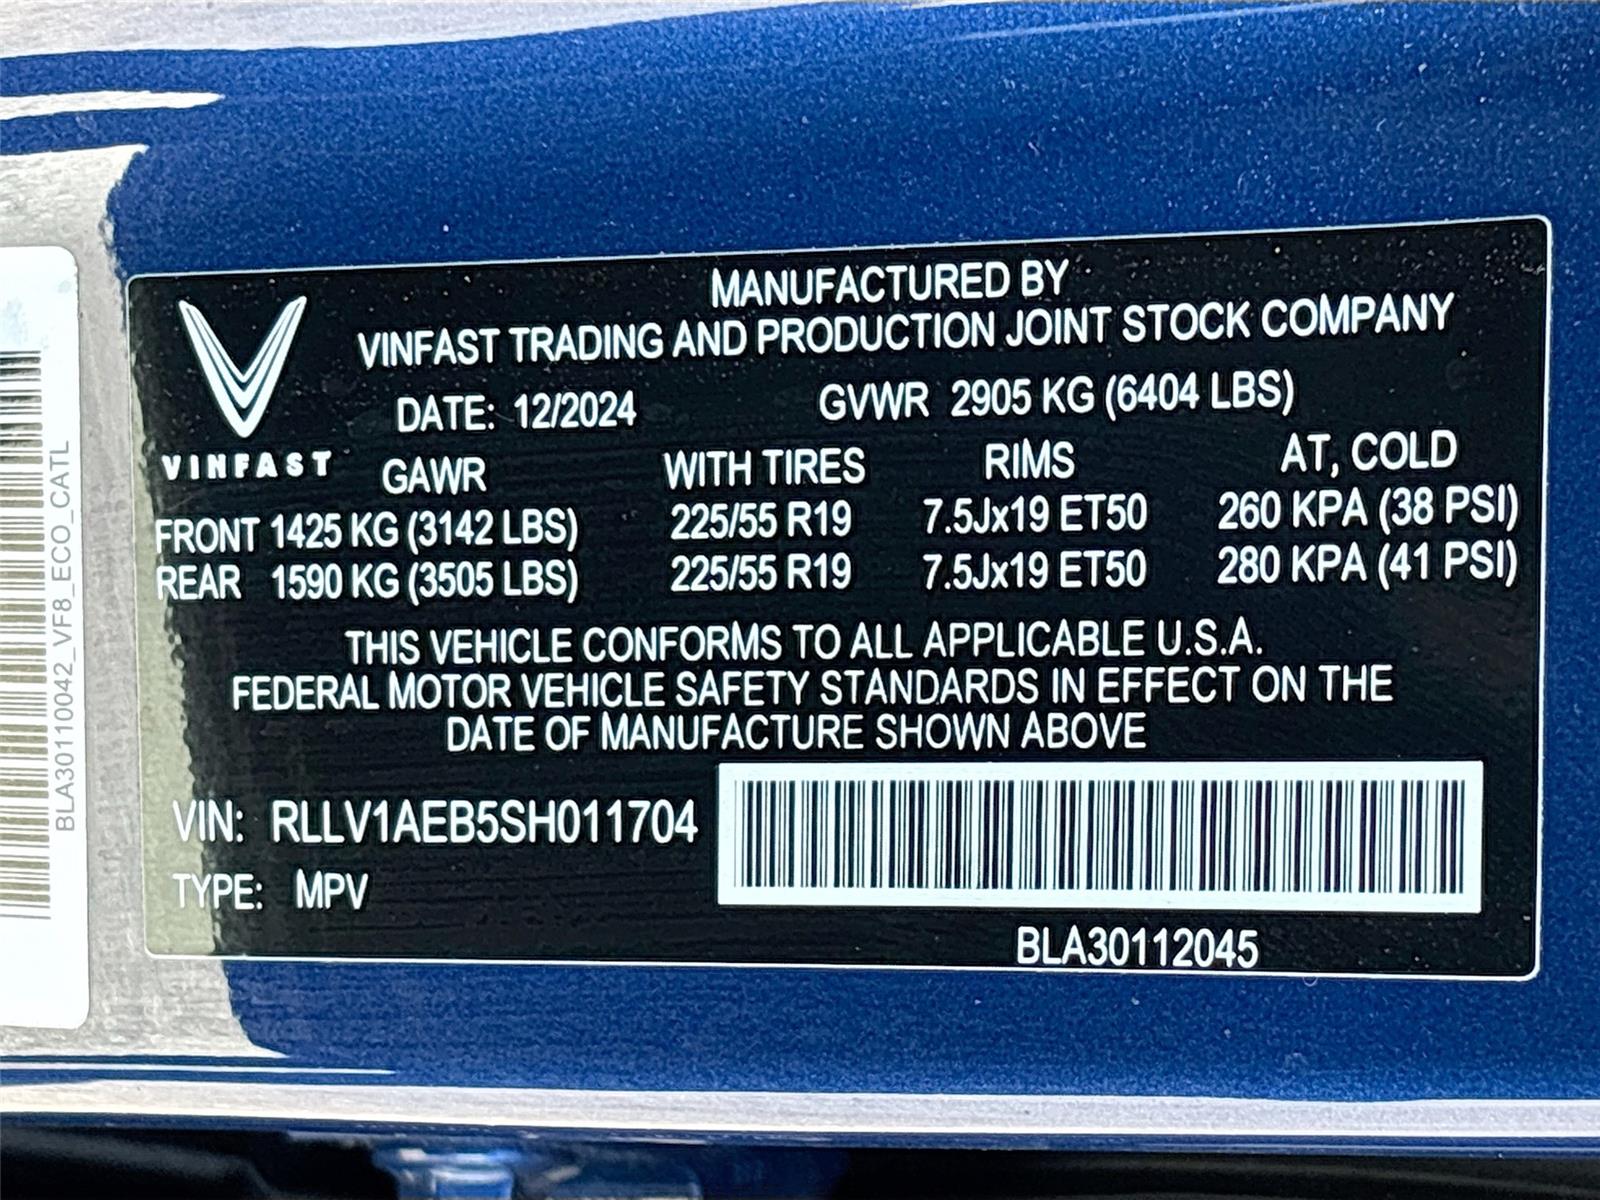 MANUFACTURED BY
VINFAST TRADING AND PRODUCTION JOINT STOCK COMPANY
DATE: 12/2024 GVWR 2905 KG (6404 LBS)
VINFAST
GAWR WITH TIRES RIMS AT, COLD
FRONT 1425 KG (3142 LBS) 225/55 R19 7.5Jx19 ET50 260 KPA (38 PSI)
REAR 1590 KG (3505 LBS) 225/55 R19 7.5Jx19 ET50 280 KPA (41 PSI)
THIS VEHICLE CONFORMS TO ALL APPLICABLE U.S.A.
FEDERAL MOTOR VEHICLE SAFETY STANDARDS IN EFFECT ON THE
DATE OF MANUFACTURE SHOWN ABOVE
VIN: RLLV1AEB5SH011704
TYPE: MPV
BLA30112045
BLA30110042_VF8_ECO_CATL